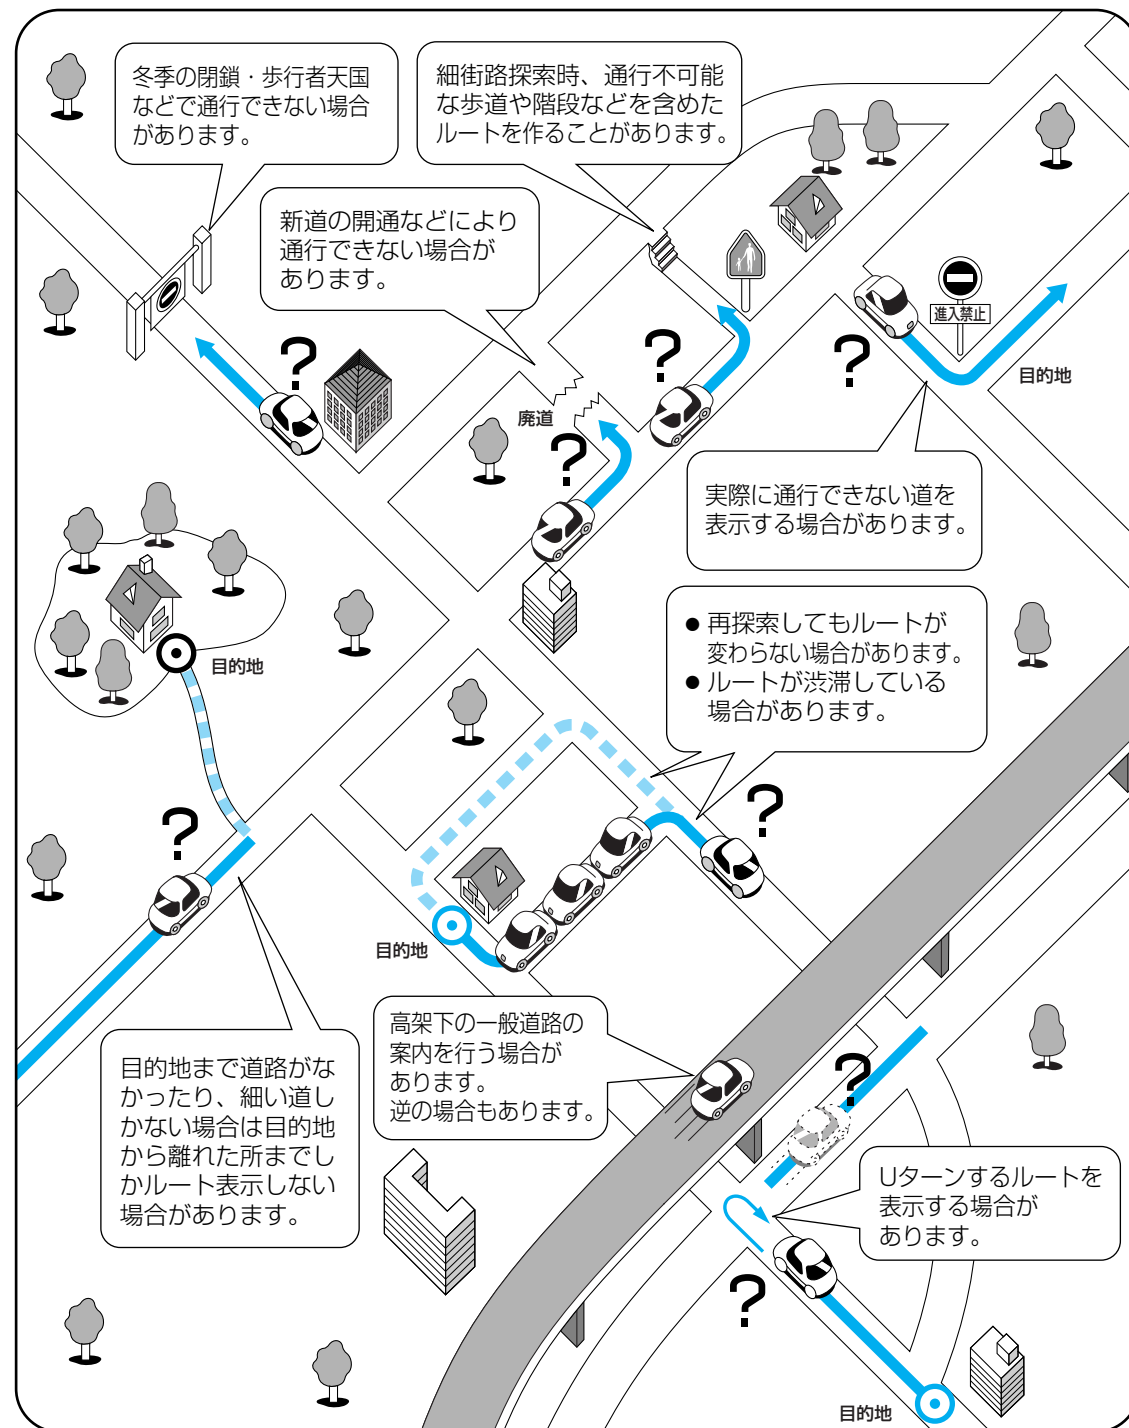 冬季の閉鎖・歩行者天国
などで通行できない場合
があります。
細街路探索時、通行不可能
な歩道や階段などを含めた
ルートを作ることがあります。
新道の開通などにより
通行できない場合が
あります。
進入禁止
目的地
廃道
実際に通行できない道を
表示する場合があります。
● 再探索してもルートが
変わらない場合があります。
● ルートが渋滞している
場合があります。
目的地
目的地
高架下の一般道路の
案内を行う場合が
あります。
逆の場合もあります。
目的地まで道路がな
かったり、細い道し
かない場合は目的地
から離れた所までし
かルート表示しない
場合があります。
Uターンするルートを
表示する場合が
あります。
目的地